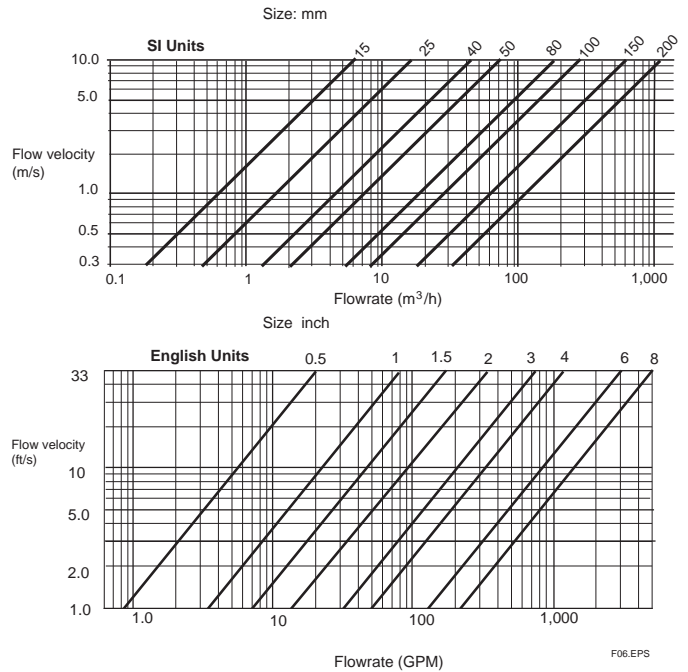 Size: mm
SI Units
15 25 40 50 80 100 150 200
10.0
5.0
Flow velocity
(m/s)
1.0
0.5
0.3
0.1 1 10 100 1,000
Flowrate (m³/h)
Size inch
English Units
0.5 1 1.5 2 3 4 6 8
33
Flow velocity
(ft/s)
10
5.0
2.0
1.0
1.0 10 100 1,000
Flowrate (GPM)
F06.EPS